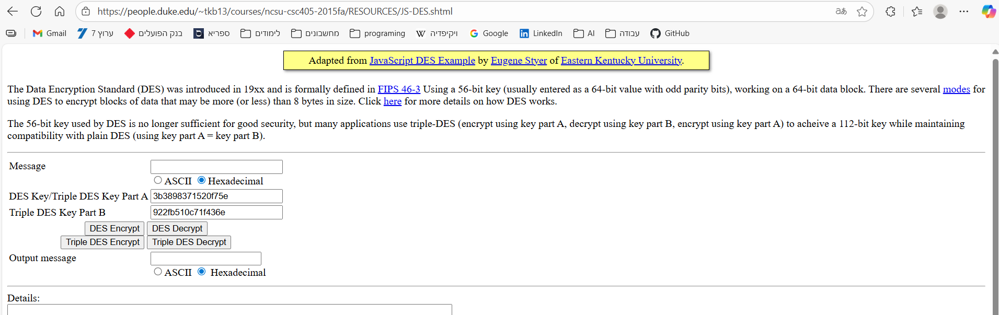 https://people.duke.edu/~tkb13/courses/ncsu-csc405-2015fa/RESOURCES/JS-DES.shtml
Gmail ערוץ 7 בנק הפועלים ספריא לימודים מחשבונים programing ויקיפדיה Google LinkedIn AI עבודה GitHub
Adapted from JavaScript DES Example by Eugene Styer of Eastern Kentucky University.
The Data Encryption Standard (DES) was introduced in 19xx and is formally defined in FIPS 46-3 Using a 56-bit key (usually entered as a 64-bit value with odd parity bits), working on a 64-bit data block. There are several modes for
using DES to encrypt blocks of data that may be more (or less) than 8 bytes in size. Click here for more details on how DES works.
The 56-bit key used by DES is no longer sufficient for good security, but many applications use triple-DES (encrypt using key part A, decrypt using key part B, encrypt using key part A) to acheive a 112-bit key while maintaining
compatibility with plain DES (using key part A = key part B).
Message
ASCII Hexadecimal
DES Key/Triple DES Key Part A 3b3898371520f75e
Triple DES Key Part B 922fb510c71f436e
DES Encrypt DES Decrypt
Triple DES Encrypt Triple DES Decrypt
Output message
ASCII Hexadecimal
Details: